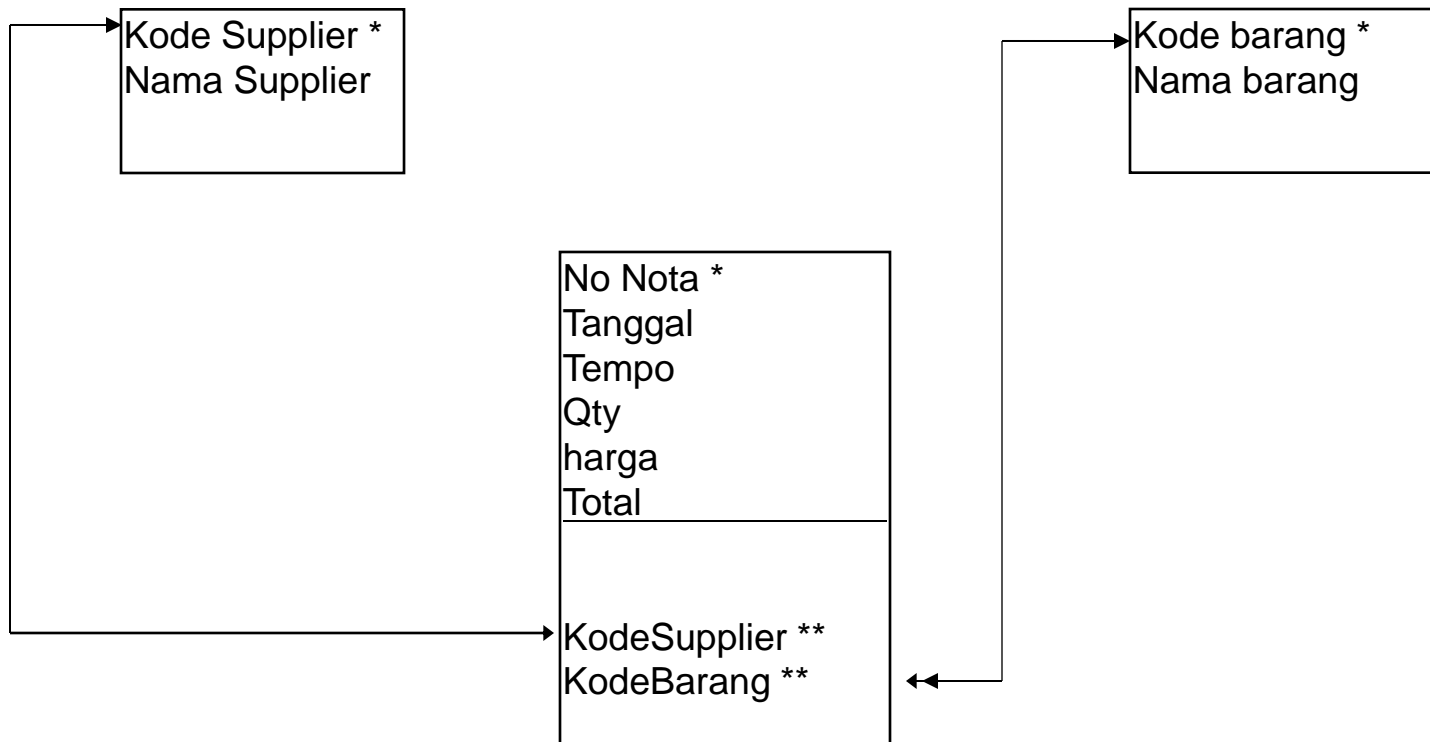 Kode Supplier *
Nama Supplier
Kode barang *
Nama barang
No Nota *
Tanggal
Tempo
Qty
harga
Total
KodeSupplier **
KodeBarang **